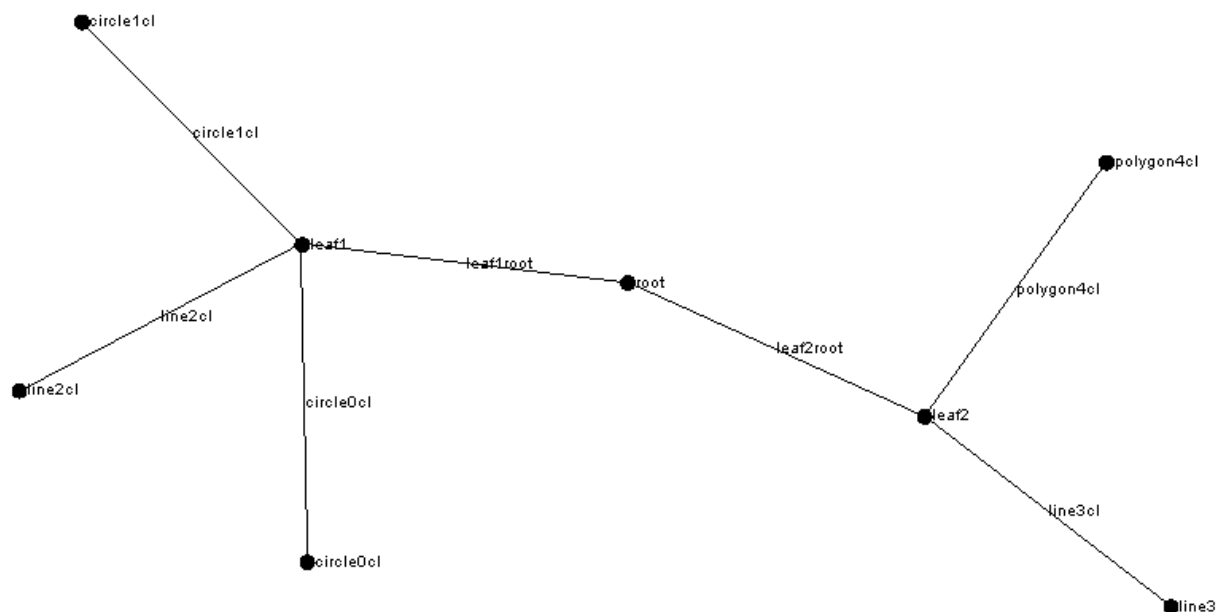 circle1cl
circle1cl
polygon4cl
leaf1
leaf1root
root
polygon4cl
line2cl
leaf2root
line2cl
circle0cl
leaf2
line3cl
circle0cl
line3